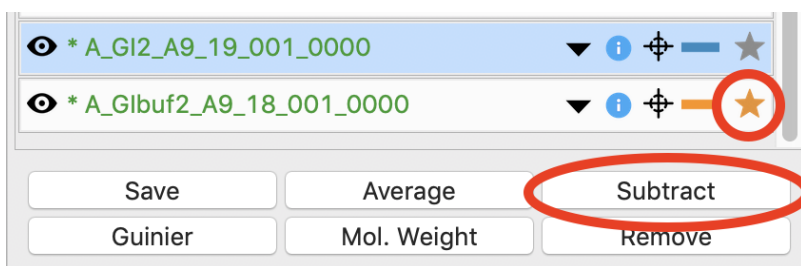 * A_GI2_A9_19_001_0000
* A_GIbuf2_A9_18_001_0000
Save Average Subtract
Guinier Mol. Weight Remove